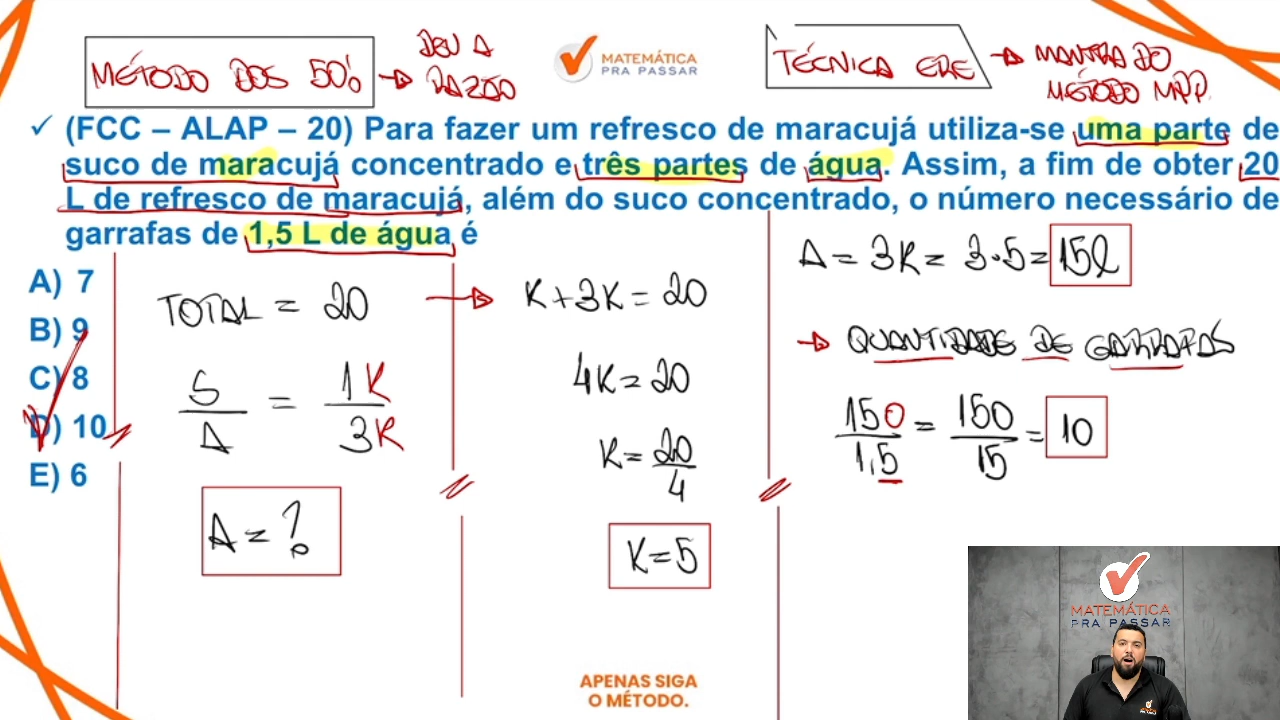 MÉTODO DOS 50%
DEU A
RAZÃO
MATEMÁTICA
PRA PASSAR
TÉCNICA ERE
MANTRA DO
MÉTODO MPP.
✓ (FCC – ALAP – 20) Para fazer um refresco de maracujá utiliza-se uma parte de
suco de maracujá concentrado e três partes de água. Assim, a fim de obter 20
L de refresco de maracujá, além do suco concentrado, o número necessário de
garrafas de 1,5 L de água é
A) 7
B) 9
C) 8
D) 10
E) 6
TOTAL = 20
S/A = 1K/3K
A = ?
→ K+3K = 20
4K = 20
K = 20/4
K = 5
A = 3K = 3·5 = 15l
→ QUANTIDADE DE GARRAFAS
150/1,5 = 150/15 = 10
MATEMÁTICA
PRA PASSAR
APENAS SIGA
O MÉTODO.